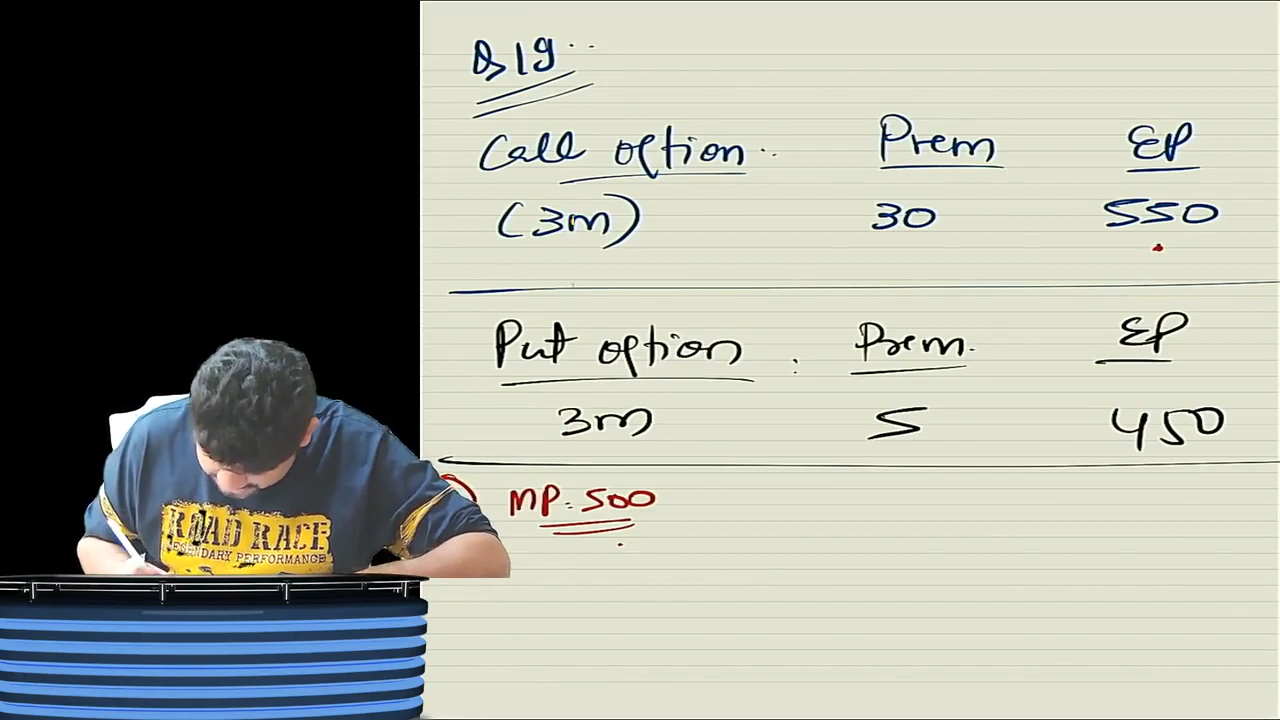 Q19..
Call option.. Prem EP
(3m) 30 550
Put option : Prem. EP
3m 5 450
MP = 500
ROAD RACE
LEGENDARY PERFORMANCE